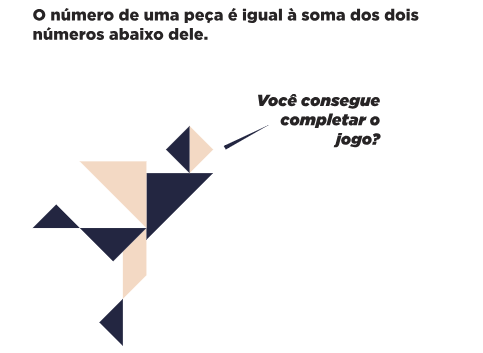 O número de uma peça é igual à soma dos dois
números abaixo dele.
Você consegue
completar o
jogo?